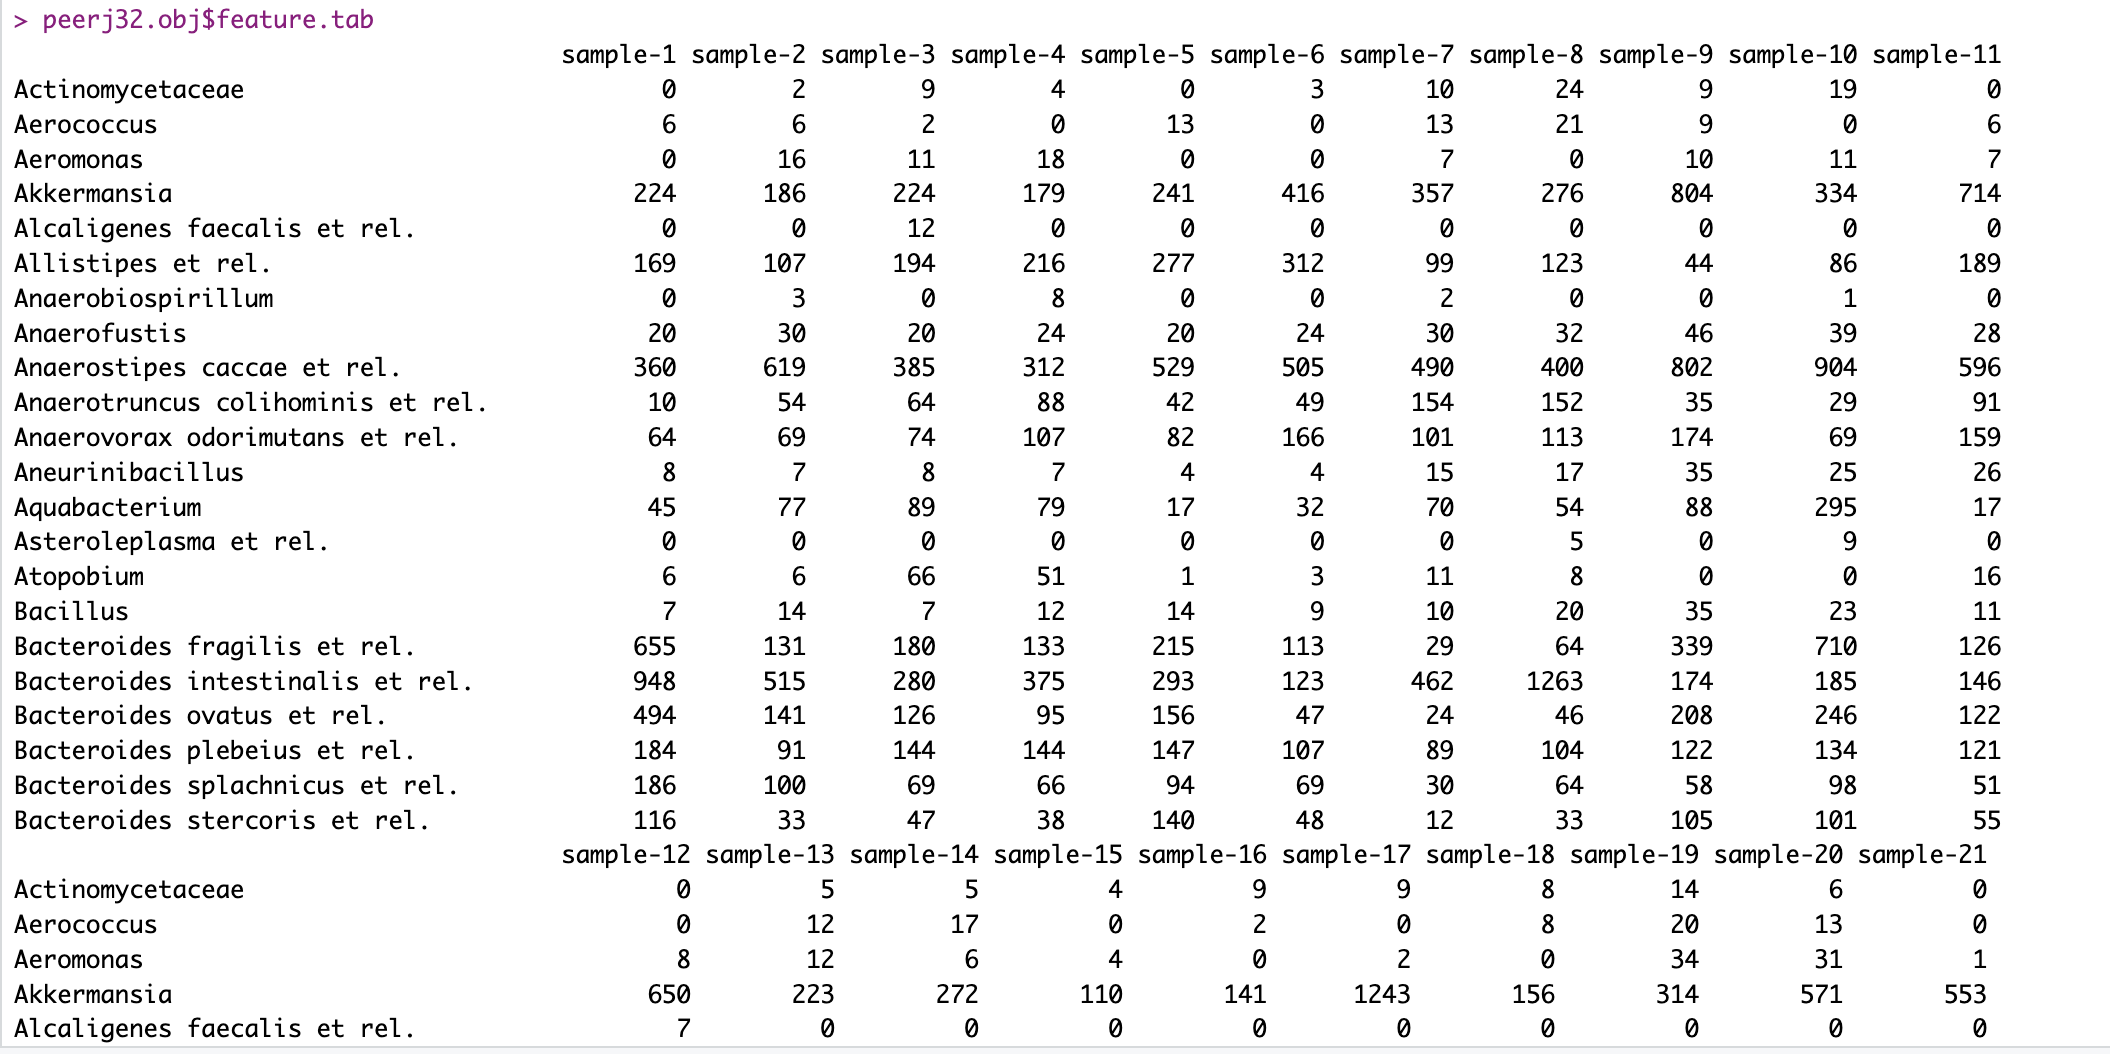 > peerj32.obj$feature.tab
sample-1 sample-2 sample-3 sample-4 sample-5 sample-6 sample-7 sample-8 sample-9 sample-10 sample-11
Actinomycetaceae 0 2 9 4 0 3 10 24 9 19 0
Aerococcus 6 6 2 0 13 0 13 21 9 0 6
Aeromonas 0 16 11 18 0 0 7 0 10 11 7
Akkermansia 224 186 224 179 241 416 357 276 804 334 714
Alcaligenes faecalis et rel. 0 0 12 0 0 0 0 0 0 0 0
Allistipes et rel. 169 107 194 216 277 312 99 123 44 86 189
Anaerobiospirillum 0 3 0 8 0 0 2 0 0 1 0
Anaerofustis 20 30 20 24 20 24 30 32 46 39 28
Anaerostipes caccae et rel. 360 619 385 312 529 505 490 400 802 904 596
Anaerotruncus colihominis et rel. 10 54 64 88 42 49 154 152 35 29 91
Anaerovorax odorimutans et rel. 64 69 74 107 82 166 101 113 174 69 159
Aneurinibacillus 8 7 8 7 4 4 15 17 35 25 26
Aquabacterium 45 77 89 79 17 32 70 54 88 295 17
Asteroleplasma et rel. 0 0 0 0 0 0 0 5 0 9 0
Atopobium 6 6 66 51 1 3 11 8 0 0 16
Bacillus 7 14 7 12 14 9 10 20 35 23 11
Bacteroides fragilis et rel. 655 131 180 133 215 113 29 64 339 710 126
Bacteroides intestinalis et rel. 948 515 280 375 293 123 462 1263 174 185 146
Bacteroides ovatus et rel. 494 141 126 95 156 47 24 46 208 246 122
Bacteroides plebeius et rel. 184 91 144 144 147 107 89 104 122 134 121
Bacteroides splachnicus et rel. 186 100 69 66 94 69 30 64 58 98 51
Bacteroides stercoris et rel. 116 33 47 38 140 48 12 33 105 101 55
sample-12 sample-13 sample-14 sample-15 sample-16 sample-17 sample-18 sample-19 sample-20 sample-21
Actinomycetaceae 0 5 5 4 9 9 8 14 6 0
Aerococcus 0 12 17 0 2 0 8 20 13 0
Aeromonas 8 12 6 4 0 2 0 34 31 1
Akkermansia 650 223 272 110 141 1243 156 314 571 553
Alcaligenes faecalis et rel. 7 0 0 0 0 0 0 0 0 0